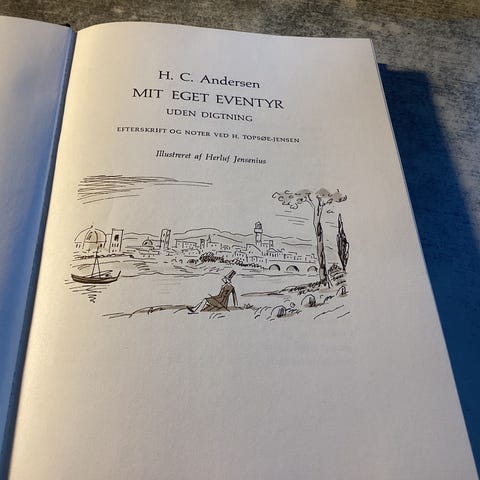 H. C. Andersen
MIT EGET EVENTYR
UDEN DIGTNING
EFTERSKRIFT OG NOTER VED H. TOPSØE-JENSEN
Illustreret af Herluf Jensenius